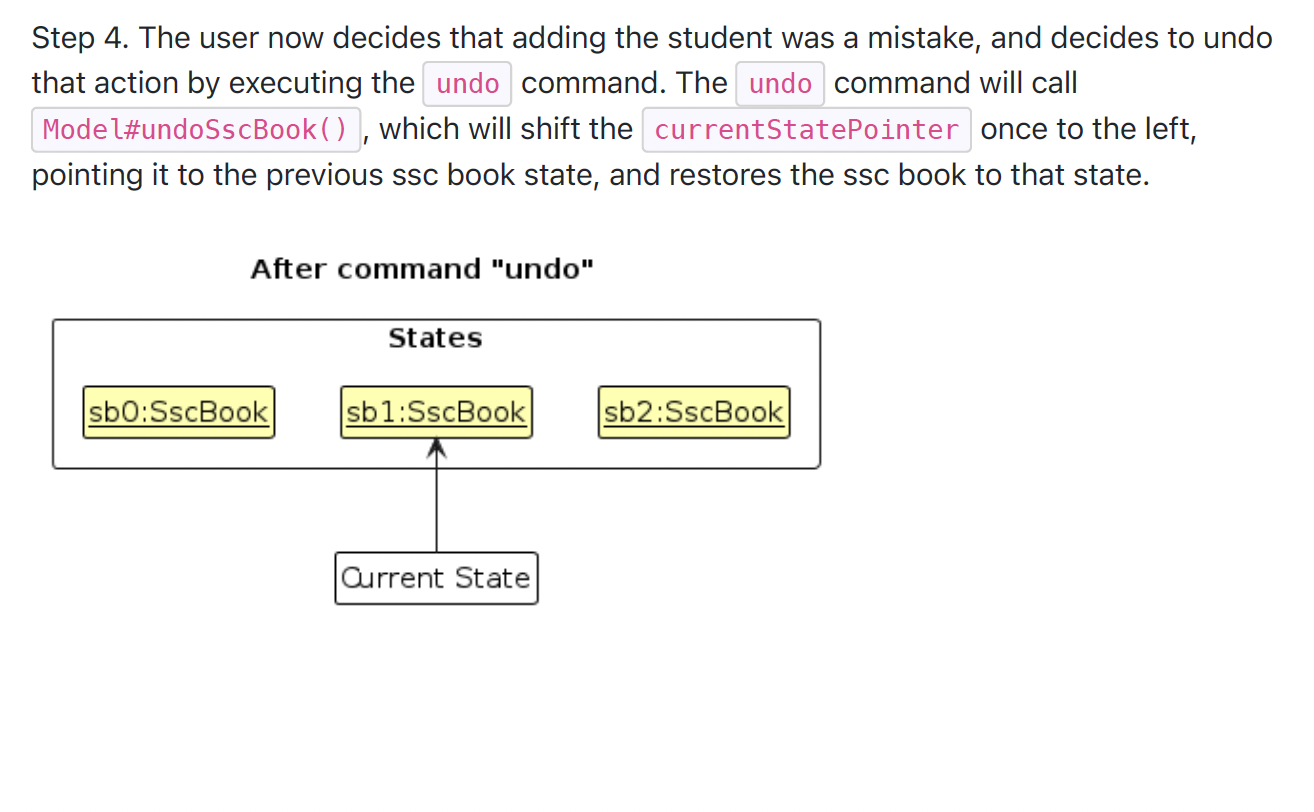 Step 4. The user now decides that adding the student was a mistake, and decides to undo
that action by executing the undo command. The undo command will call
Model#undoSscBook() , which will shift the currentStatePointer once to the left,
pointing it to the previous ssc book state, and restores the ssc book to that state.
After command "undo"
States
sb0:SscBook sb1:SscBook sb2:SscBook
Current State